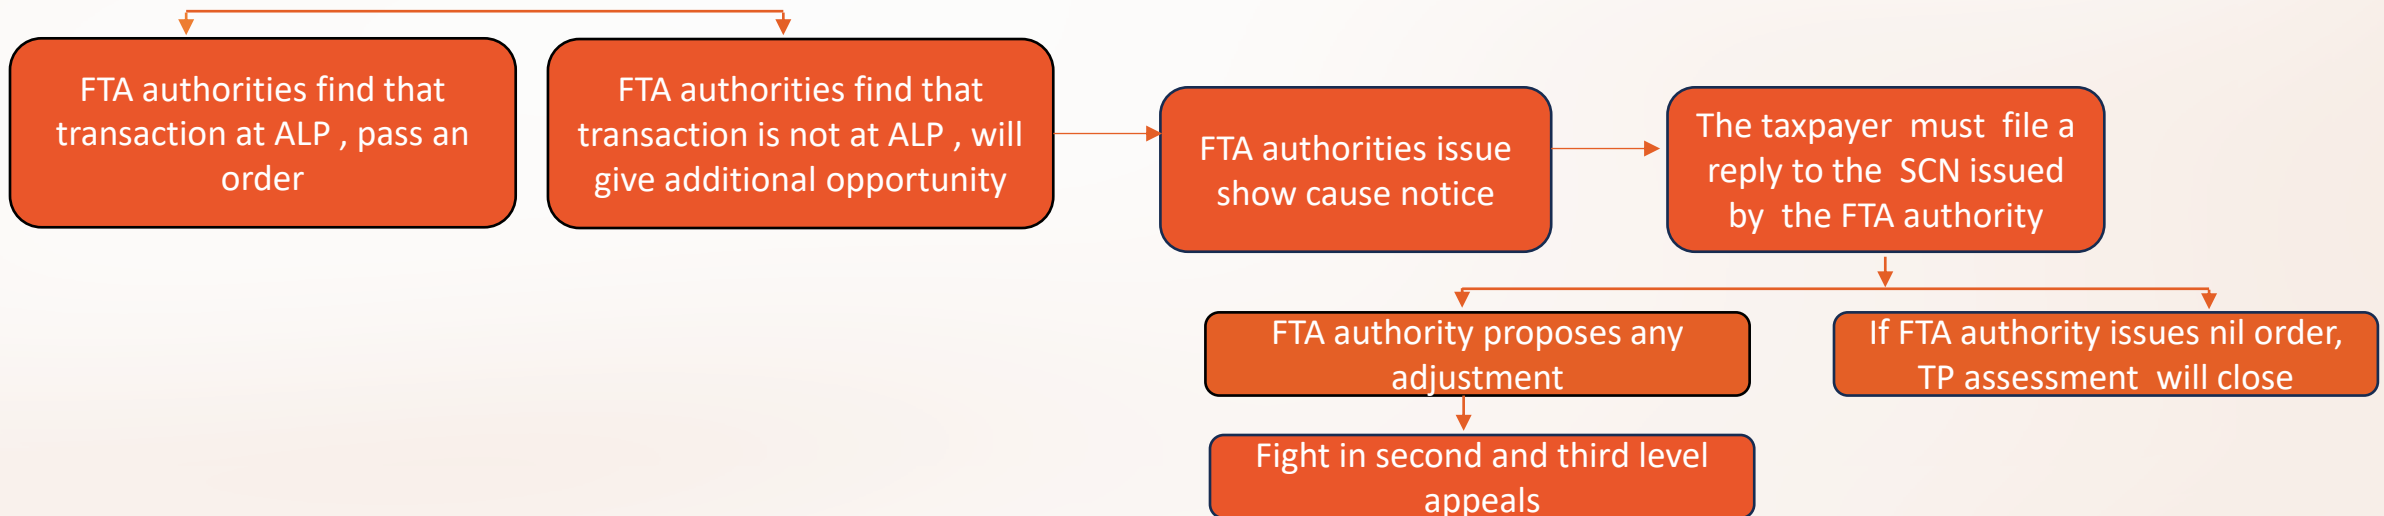 FTA authorities find that
transaction at ALP , pass an
order
FTA authorities find that
transaction is not at ALP , will
give additional opportunity
FTA authorities issue
show cause notice
The taxpayer  must  file a
reply to the  SCN issued
by  the FTA authority
FTA authority proposes any
adjustment
If FTA authority issues nil order,
TP assessment  will close
Fight in second and third level
appeals